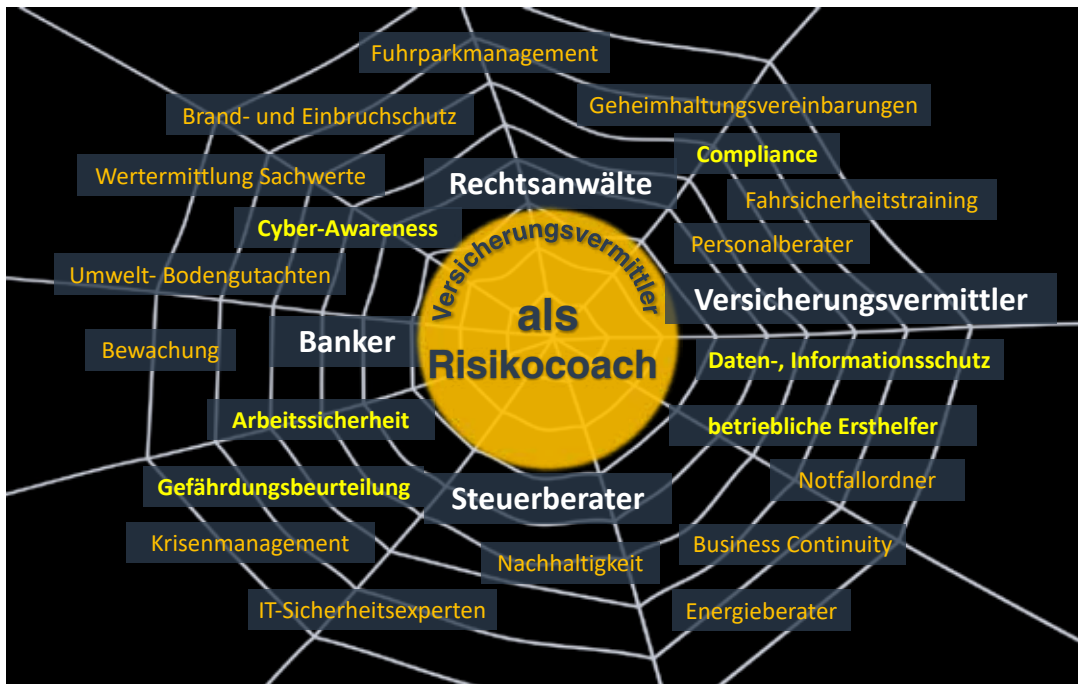 Fuhrparkmanagement
Geheimhaltungsvereinbarungen
Brand- und Einbruchschutz
Compliance
Wertermittlung Sachwerte
Rechtsanwälte
Fahrsicherheitstraining
Cyber-Awareness
Personalberater
Umwelt- Bodengutachten
Versicherungsvermittler
als
Risikocoach
Versicherungsvermittler
Banker
Bewachung
Daten-, Informationsschutz
Arbeitssicherheit
betriebliche Ersthelfer
Gefährdungsbeurteilung
Steuerberater
Notfallordner
Krisenmanagement
Business Continuity
Nachhaltigkeit
IT-Sicherheitsexperten
Energieberater